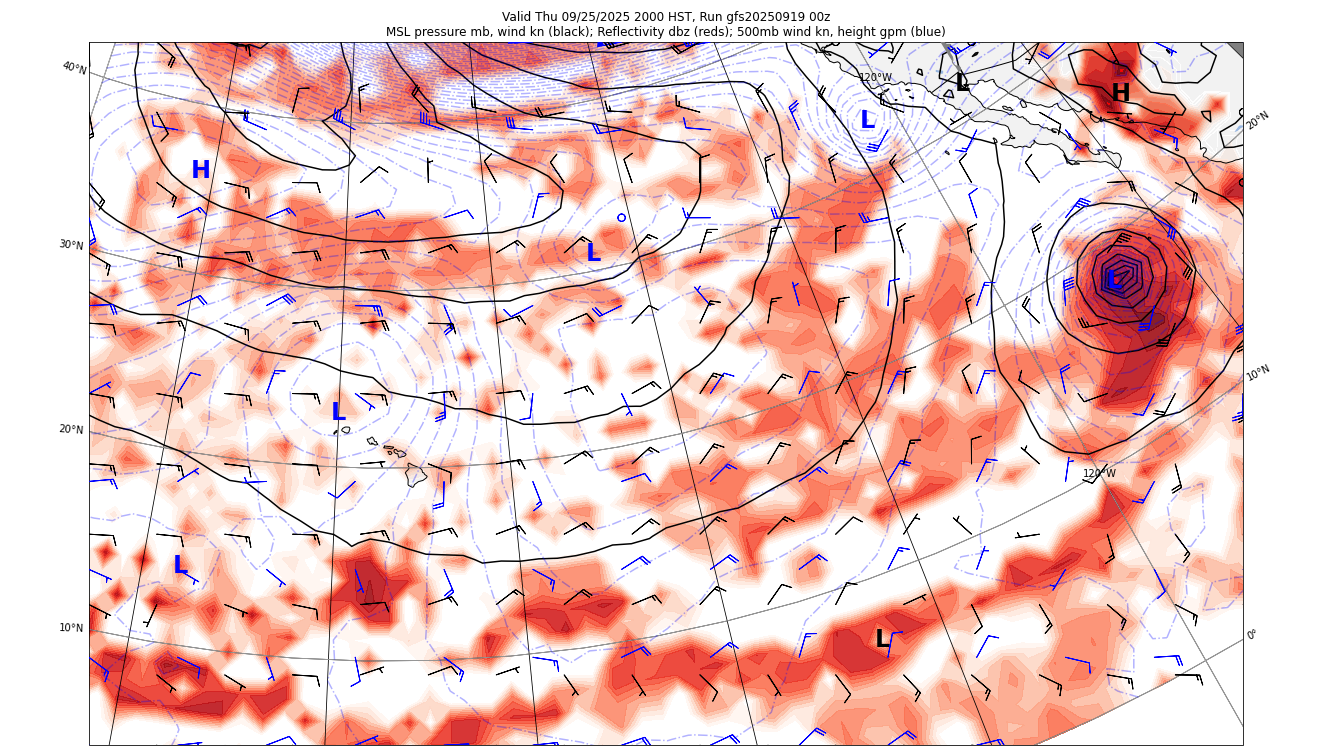 Valid Thu 09/25/2025 2000 HST, Run gfs20250919 00z
MSL pressure mb, wind kn (black); Reflectivity dbz (reds); 500mb wind kn, height gpm (blue)
40°N
120°W
L
H
L
20°N
H
30°N
L
L
10°N
L
20°N
120°W
L
10°N
L
0°